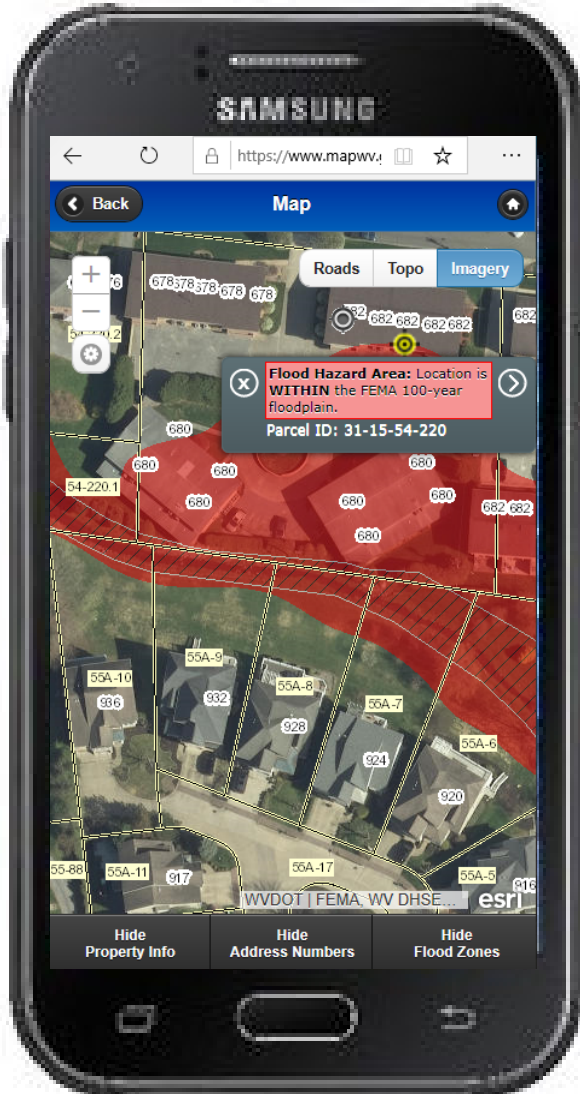 SAMSUNG
https://www.mapwv.
Back
Map
Roads Topo Imagery
678 678 678 678
682 682 682 682
682
Flood Hazard Area: Location is
WITHIN the FEMA 100-year
floodplain.
Parcel ID: 31-15-54-220
680
680 680 680
54-220.1
680 680 680
682 682
680
55A-9
55A-10 55A-8
936 932
55A-7
928
55A-6
924
920
55-88 55A-11 917 55A-17 55A-5
916
WVDOT | FEMA, WV DHSE...
esri
Hide
Property Info
Hide
Address Numbers
Hide
Flood Zones